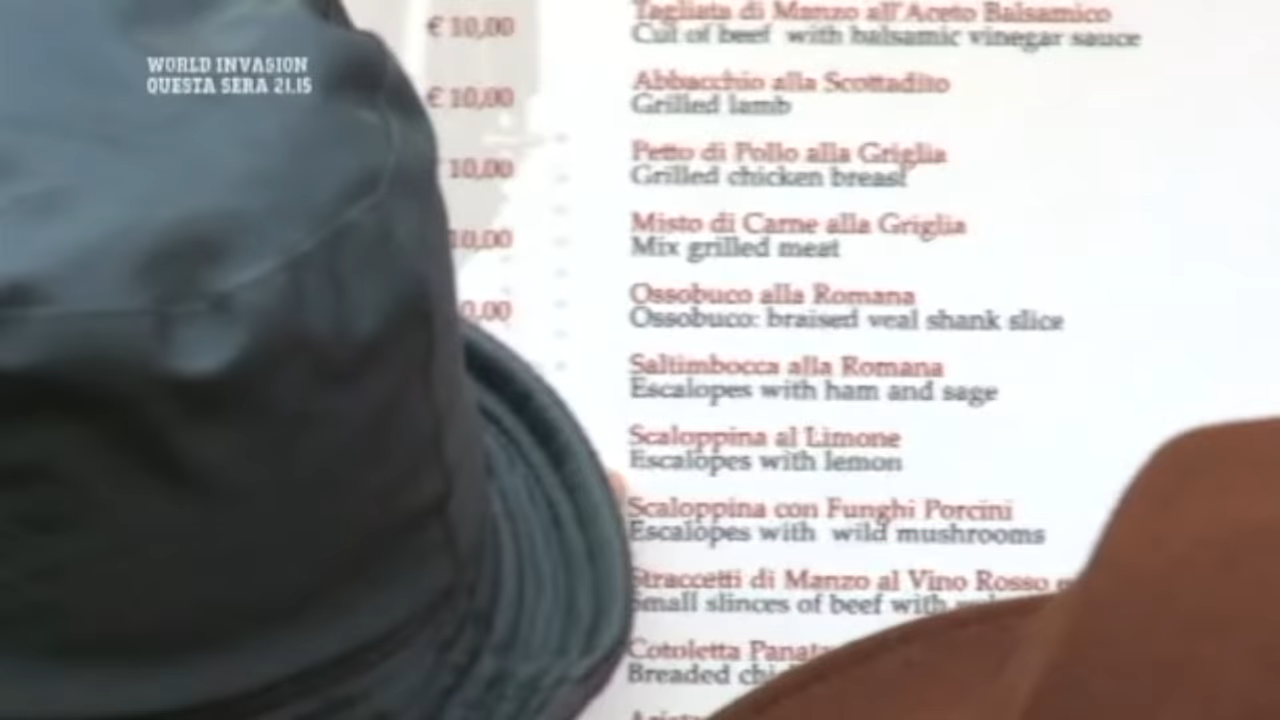 WORLD INVASION
QUESTA SERA 21.15
€ 10,00
€ 10,00
10,00
10,00
0,00
Tagliata di Manzo all'Aceto Balsamico
Cut of beef with balsamic vinegar sauce
Abbacchio alla Scottadito
Grilled lamb
Petto di Pollo alla Griglia
Grilled chicken breast
Misto di Carne alla Griglia
Mix grilled meat
Ossobuco alla Romana
Ossobuco: braised veal shank slice
Saltimbocca alla Romana
Escalopes with ham and sage
Scaloppina al Limone
Escalopes with lemon
Scaloppina con Funghi Porcini
Escalopes with wild mushrooms
Straccetti di Manzo al Vino Rosso
Small slinces of beef with
Cotoletta Panata
Breaded